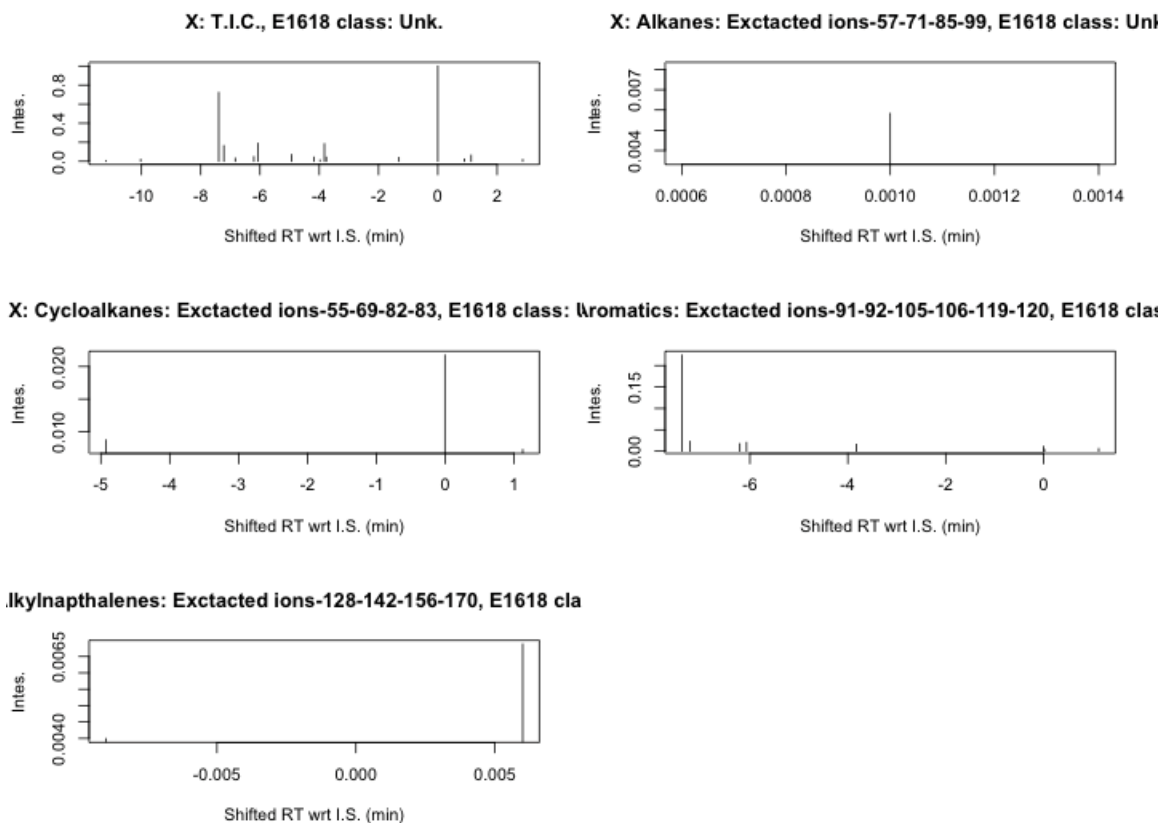 X: T.I.C., E1618 class: Unk.
Intes.
0.0 0.4 0.8
-10 -8 -6 -4 -2 0 2
Shifted RT wrt I.S. (min)
X: Alkanes: Exctacted ions-57-71-85-99, E1618 class: Unk
Intes.
0.004 0.007
0.0006 0.0008 0.0010 0.0012 0.0014
Shifted RT wrt I.S. (min)
X: Cycloalkanes: Exctacted ions-55-69-82-83, E1618 class: U
Intes.
0.010 0.020
-5 -4 -3 -2 -1 0 1
Shifted RT wrt I.S. (min)
Aromatics: Exctacted ions-91-92-105-106-119-120, E1618 clas
Intes.
0.00 0.15
-6 -4 -2 0
Shifted RT wrt I.S. (min)
lkylnapthalenes: Exctacted ions-128-142-156-170, E1618 cla
Intes.
0.0040 0.0065
-0.005 0.000 0.005
Shifted RT wrt I.S. (min)